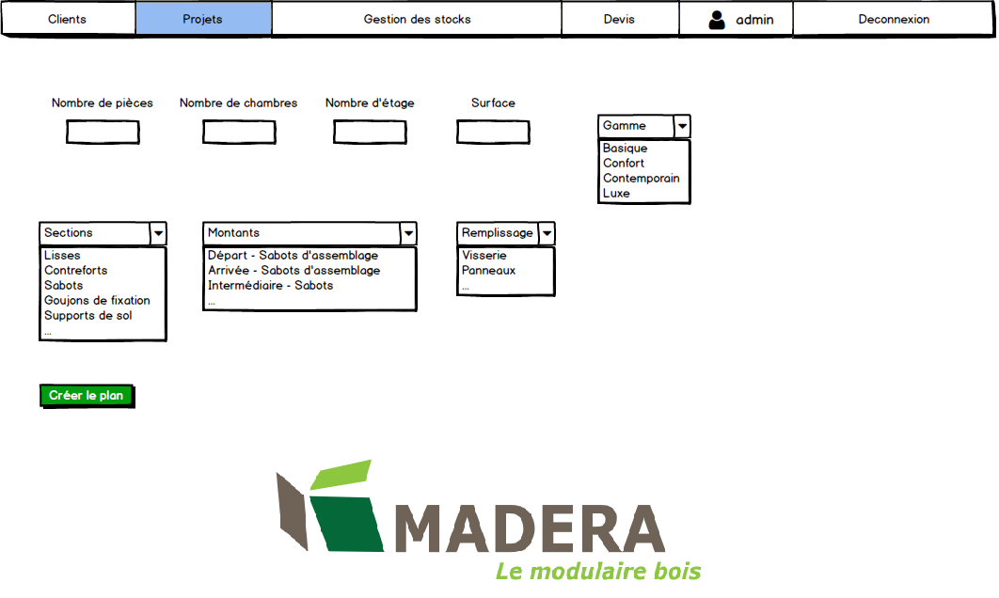 Clients Projets Gestion des stocks Devis admin Deconnexion
Nombre de pièces Nombre de chambres Nombre d'étage Surface
Gamme
Basique
Confort
Contemporain
Luxe
Sections
Lisses
Contreforts
Sabots
Goujons de fixation
Supports de sol
...
Montants
Départ - Sabots d'assemblage
Arrivée - Sabots d'assemblage
Intermédiaire - Sabots
...
Remplissage
Visserie
Panneaux
...
Créer le plan
MADERA
Le modulaire bois